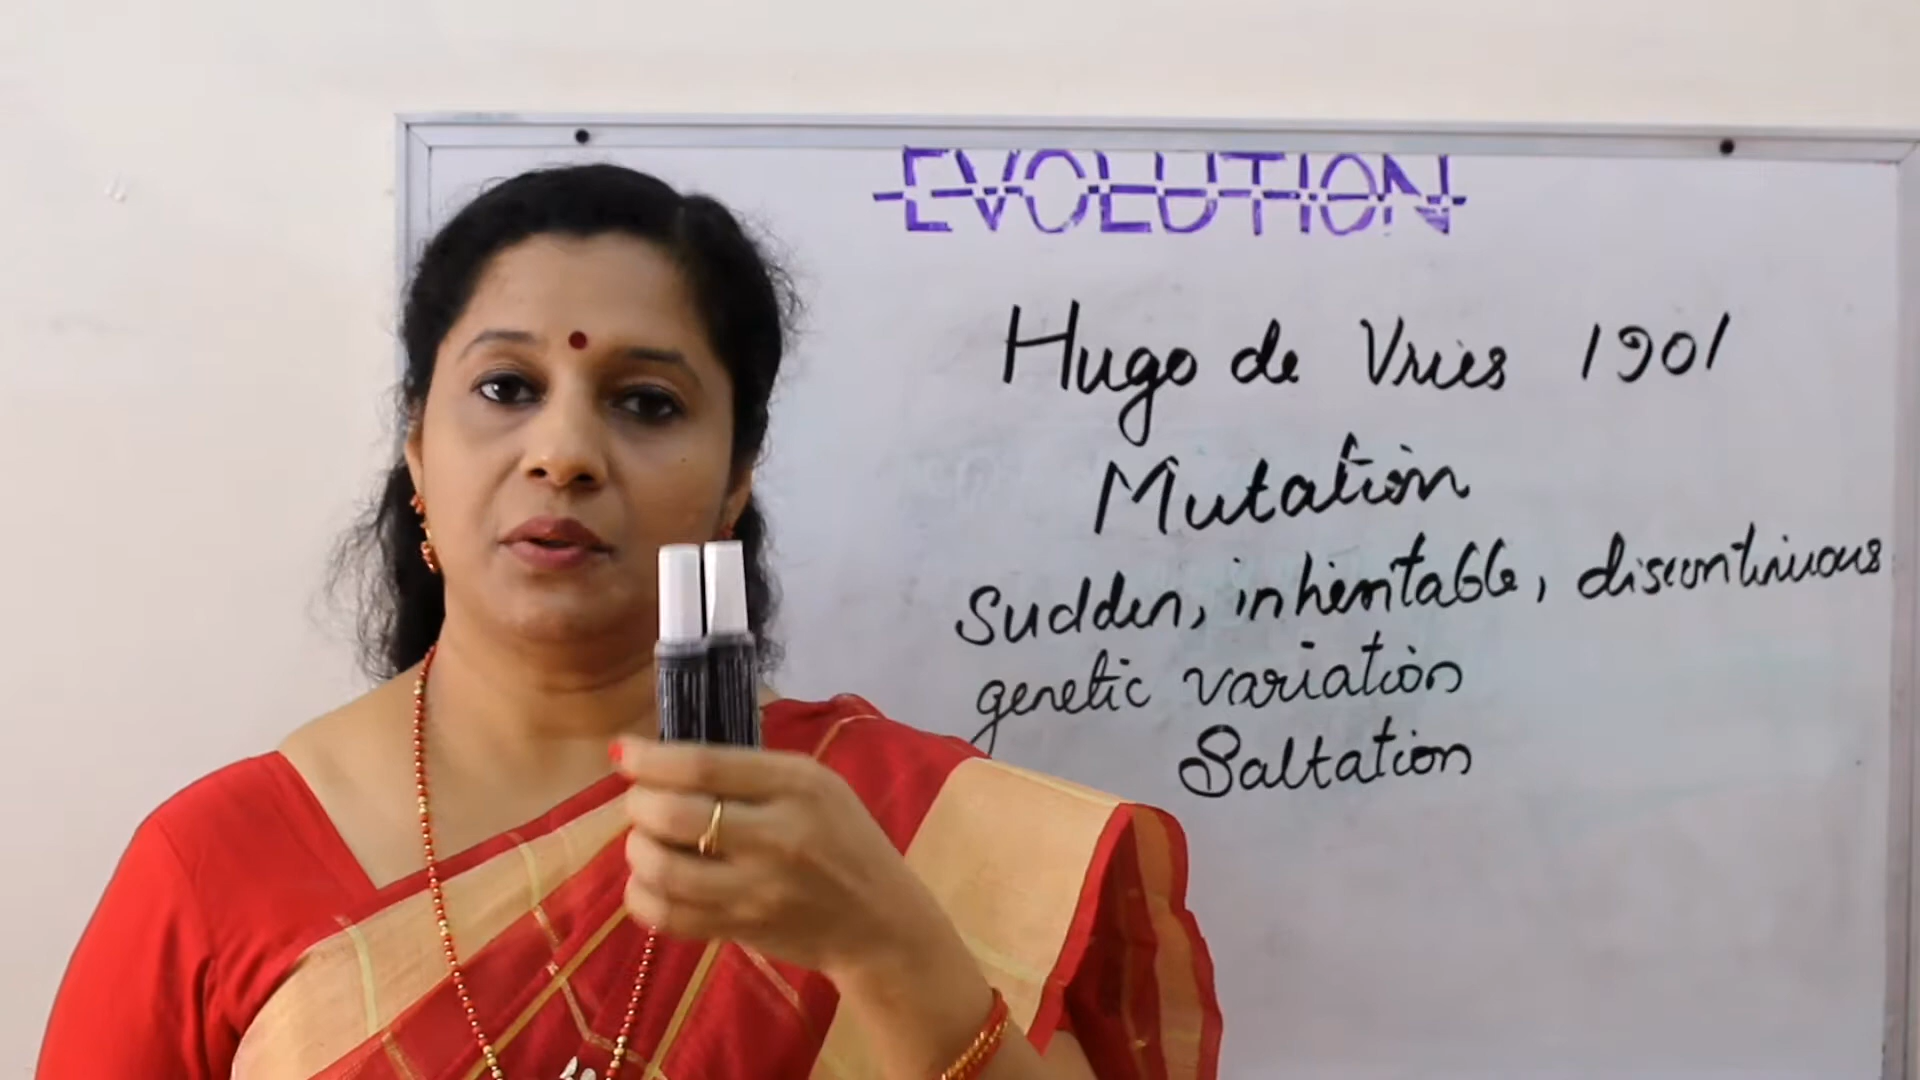 EVOLUTION
Hugo de Vries 1901
Mutation
Sudden, inheritable, discontinuous
genetic variation
Saltation